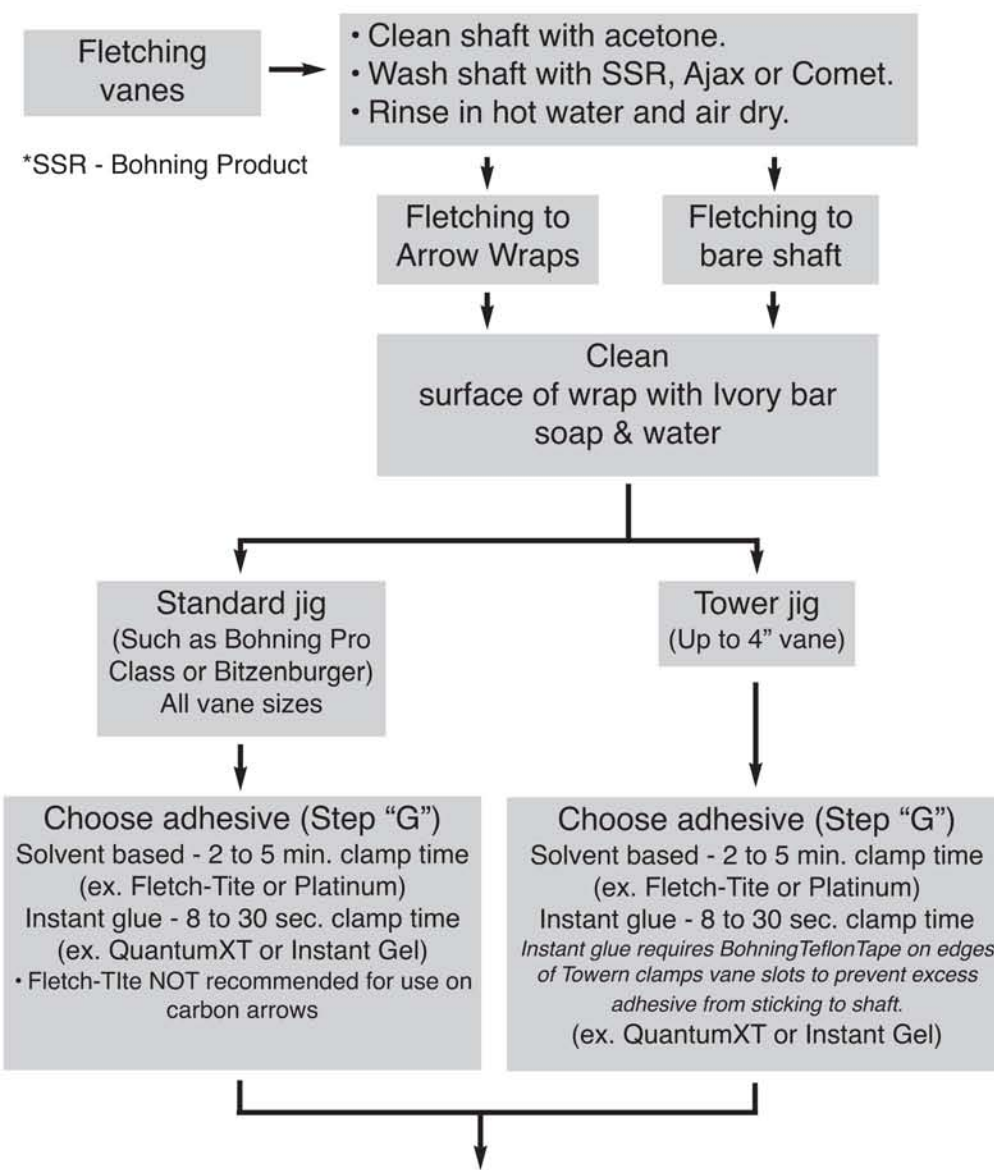 Fletching
vanes
• Clean shaft with acetone.
• Wash shaft with SSR, Ajax or Comet.
• Rinse in hot water and air dry.
*SSR - Bohning Product
Fletching to
Arrow Wraps
Fletching to
bare shaft
Clean
surface of wrap with Ivory bar
soap & water
Standard jig
(Such as Bohning Pro
Class or Bitzenburger)
All vane sizes
Tower jig
(Up to 4” vane)
Choose adhesive (Step “G”)
Solvent based - 2 to 5 min. clamp time
(ex. Fletch-Tite or Platinum)
Instant glue - 8 to 30 sec. clamp time
(ex. QuantumXT or Instant Gel)
• Fletch-TIte NOT recommended for use on
carbon arrows
Choose adhesive (Step “G”)
Solvent based - 2 to 5 min. clamp time
(ex. Fletch-Tite or Platinum)
Instant glue - 8 to 30 sec. clamp time
Instant glue requires BohningTeflonTape on edges
of Towern clamps vane slots to prevent excess
adhesive from sticking to shaft.
(ex. QuantumXT or Instant Gel)